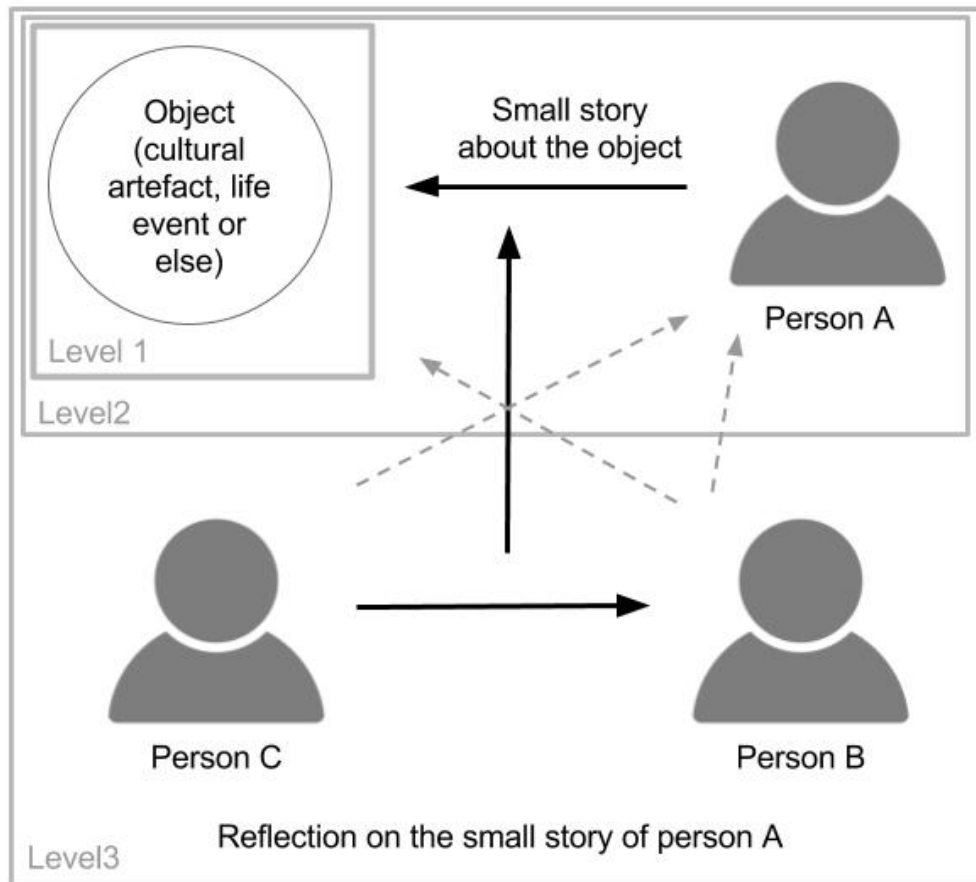 Object
(cultural
artefact, life
event or
else)
Level 1
Small story
about the object
Person A
Level2
Person C
Person B
Reflection on the small story of person A
Level3